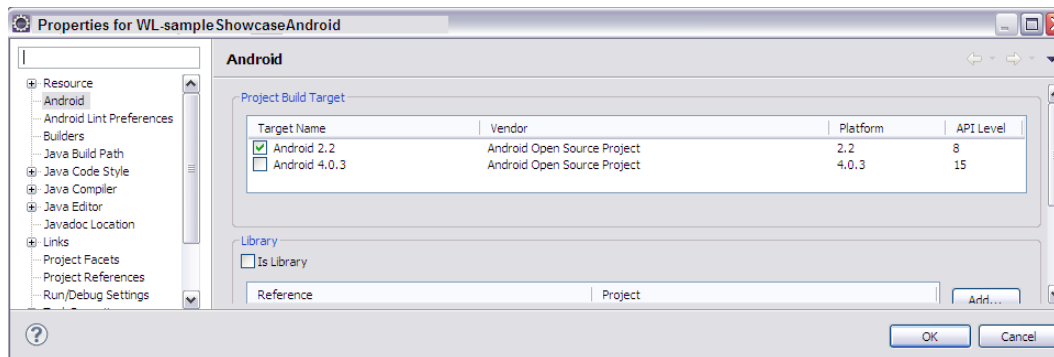 Properties for WL-sampleShowcaseAndroid
Resource
Android
Android Lint Preferences
Builders
Java Build Path
Java Code Style
Java Compiler
Java Editor
Javadoc Location
Links
Project Facets
Project References
Run/Debug Settings
Android
Project Build Target
Target Name Vendor Platform API Level
Android 2.2 Android Open Source Project 2.2 8
Android 4.0.3 Android Open Source Project 4.0.3 15
Library
Is Library
Reference Project
Add...
OK Cancel